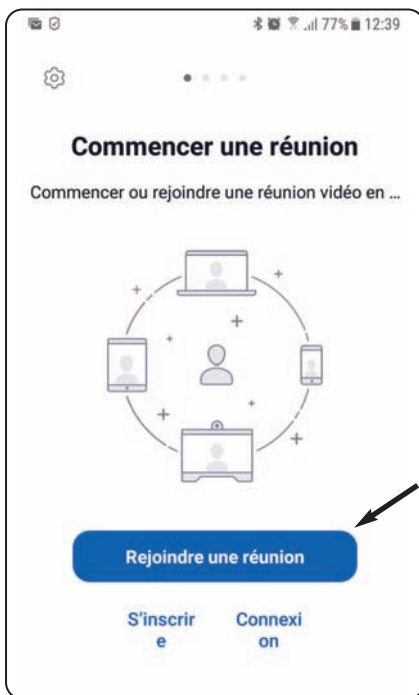 77% 12:39
Commencer une réunion
Commencer ou rejoindre une réunion vidéo en ...
Rejoindre une réunion
S'inscrir
e
Connexi
on